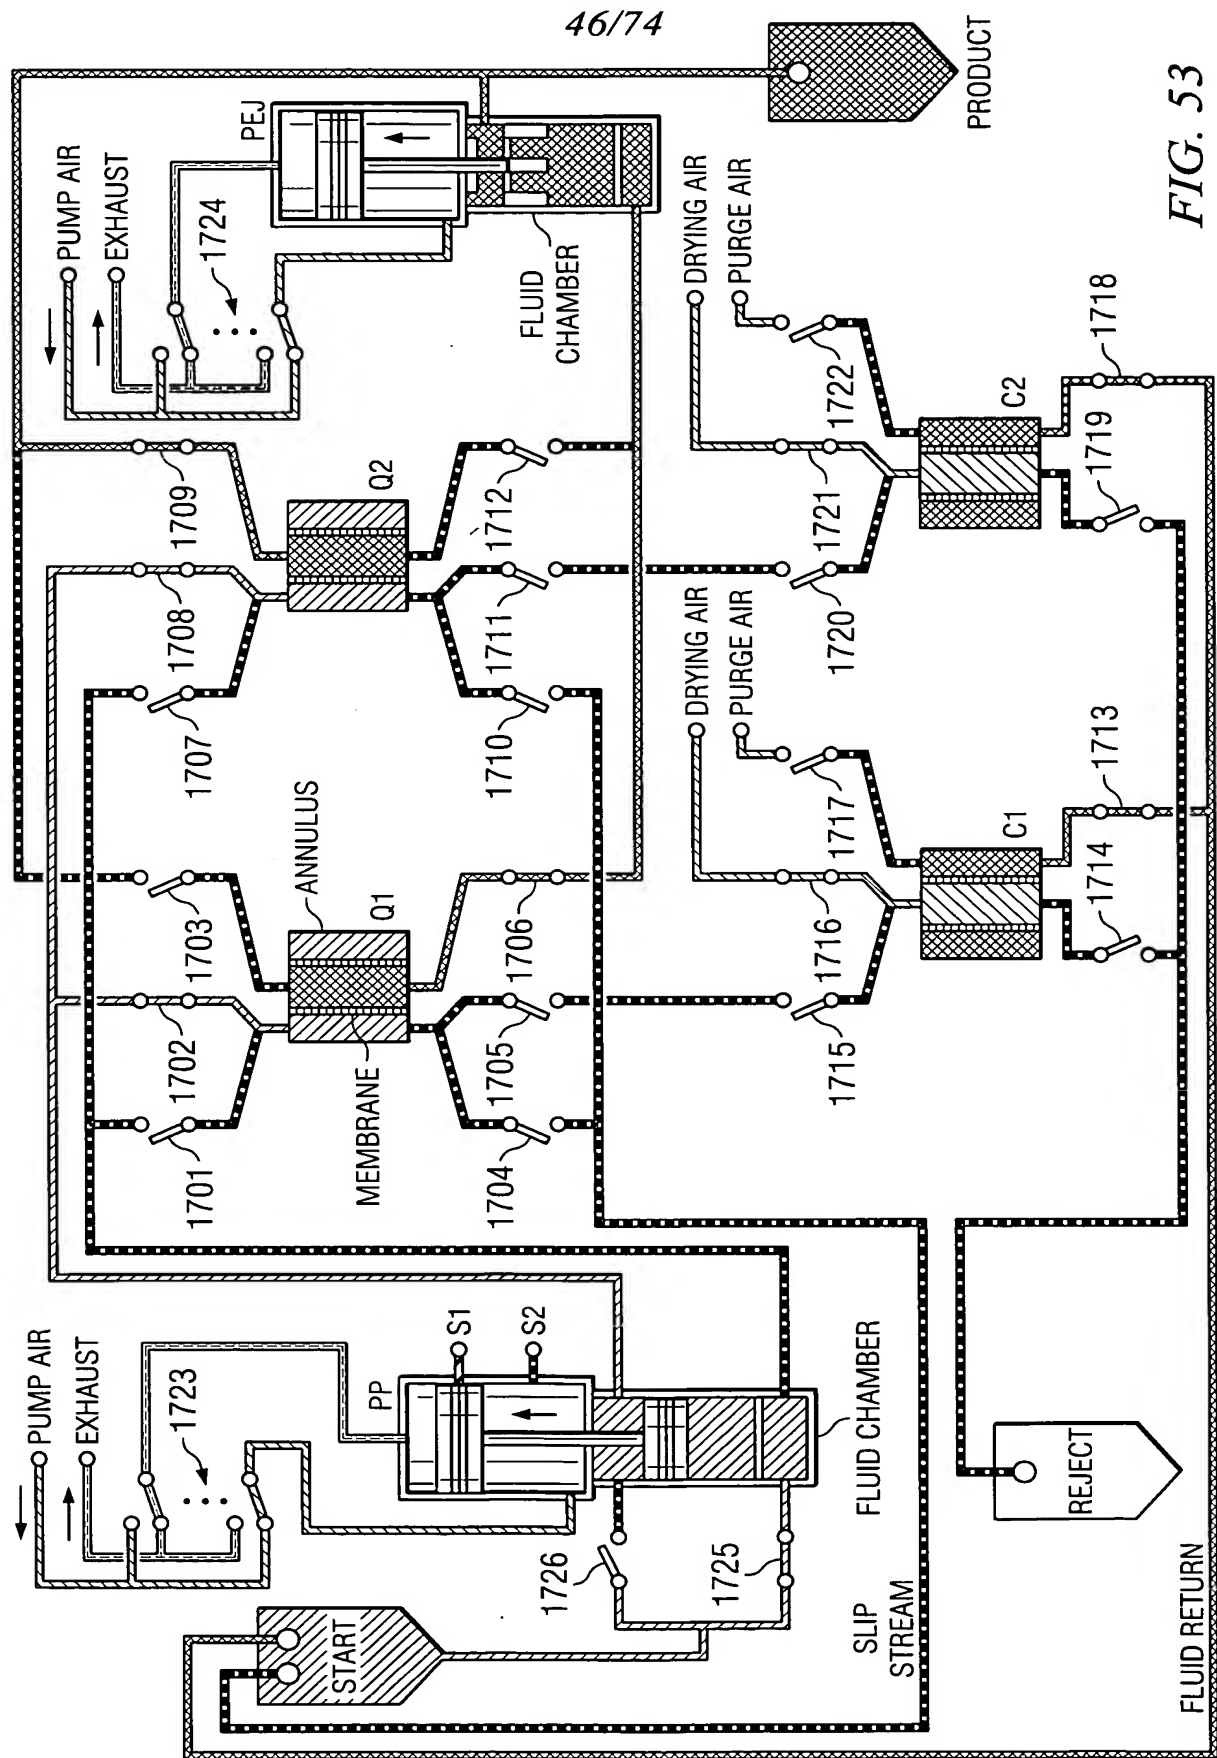 46/74
PUMP AIR
EXHAUST
1723
PP
S1
S2
START
1726
1725
FLUID CHAMBER
SLIP
STREAM
REJECT
FLUID RETURN
1701
1702
1703
ANNULUS
MEMBRANE
Q1
1704
1705
1706
1707
1708
1709
Q2
1710
1711
1712
PUMP AIR
EXHAUST
1724
PEJ
FLUID
CHAMBER
PRODUCT
DRYING AIR
PURGE AIR
1715
1716
1717
C1
1714
1713
DRYING AIR
PURGE AIR
1720
1721
1722
C2
1719
1718
FIG. 53